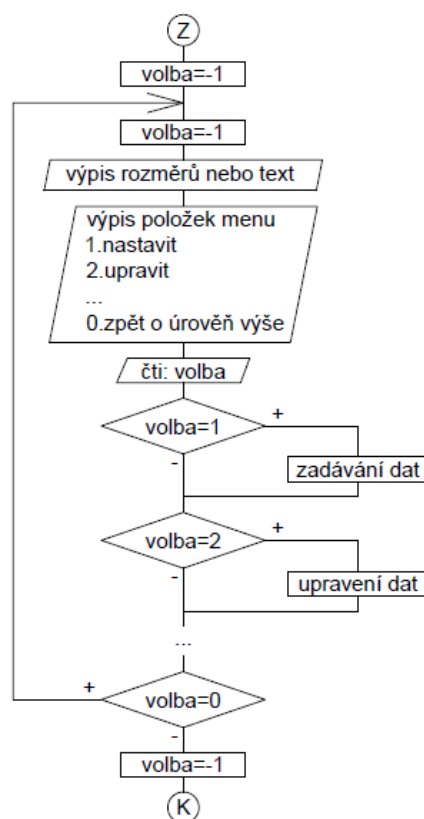 Z
volba=-1
volba=-1
výpis rozměrů nebo text
výpis položek menu
1.nastavit
2.upravit
...
0.zpět o úrověň výše
čti: volba
volba=1
+
-
zadávání dat
volba=2
+
-
upravení dat
...
+
volba=0
-
volba=-1
K